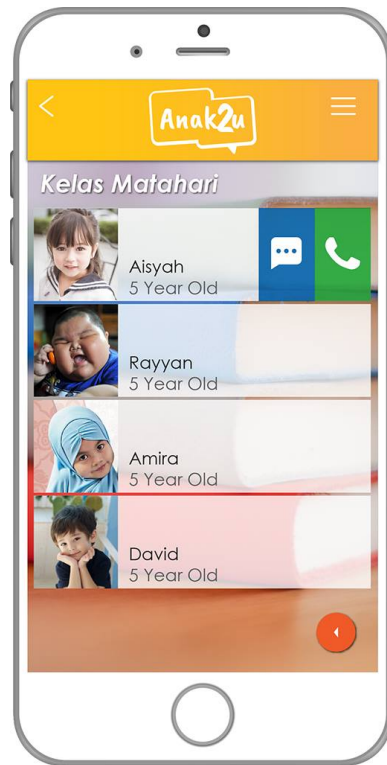 Anak2u
Kelas Matahari
Aisyah
5 Year Old
Rayyan
5 Year Old
Amira
5 Year Old
David
5 Year Old